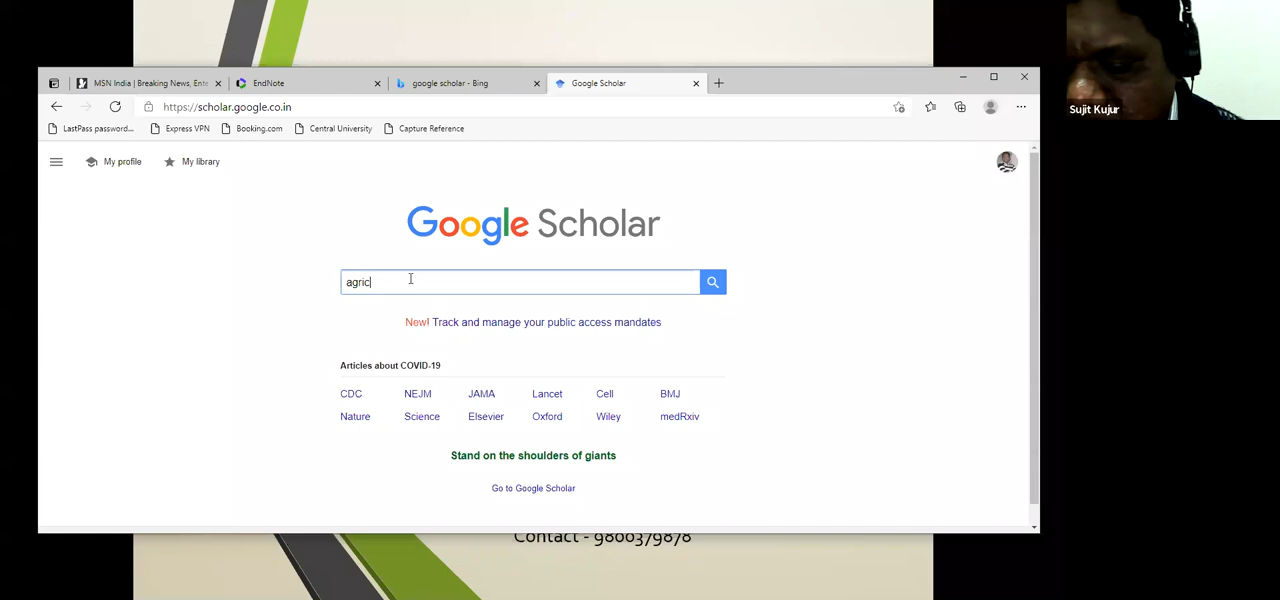 MSN India | Breaking News, Ente
EndNote
google scholar - Bing
Google Scholar
https://scholar.google.co.in
LastPass password...
Express VPN
Booking.com
Central University
Capture Reference
My profile
My library
Google Scholar
agric
New! Track and manage your public access mandates
Articles about COVID-19
CDC NEJM JAMA Lancet Cell BMJ
Nature Science Elsevier Oxford Wiley medRxiv
Stand on the shoulders of giants
Go to Google Scholar
Contact - 9800379878
Sujit Kujur